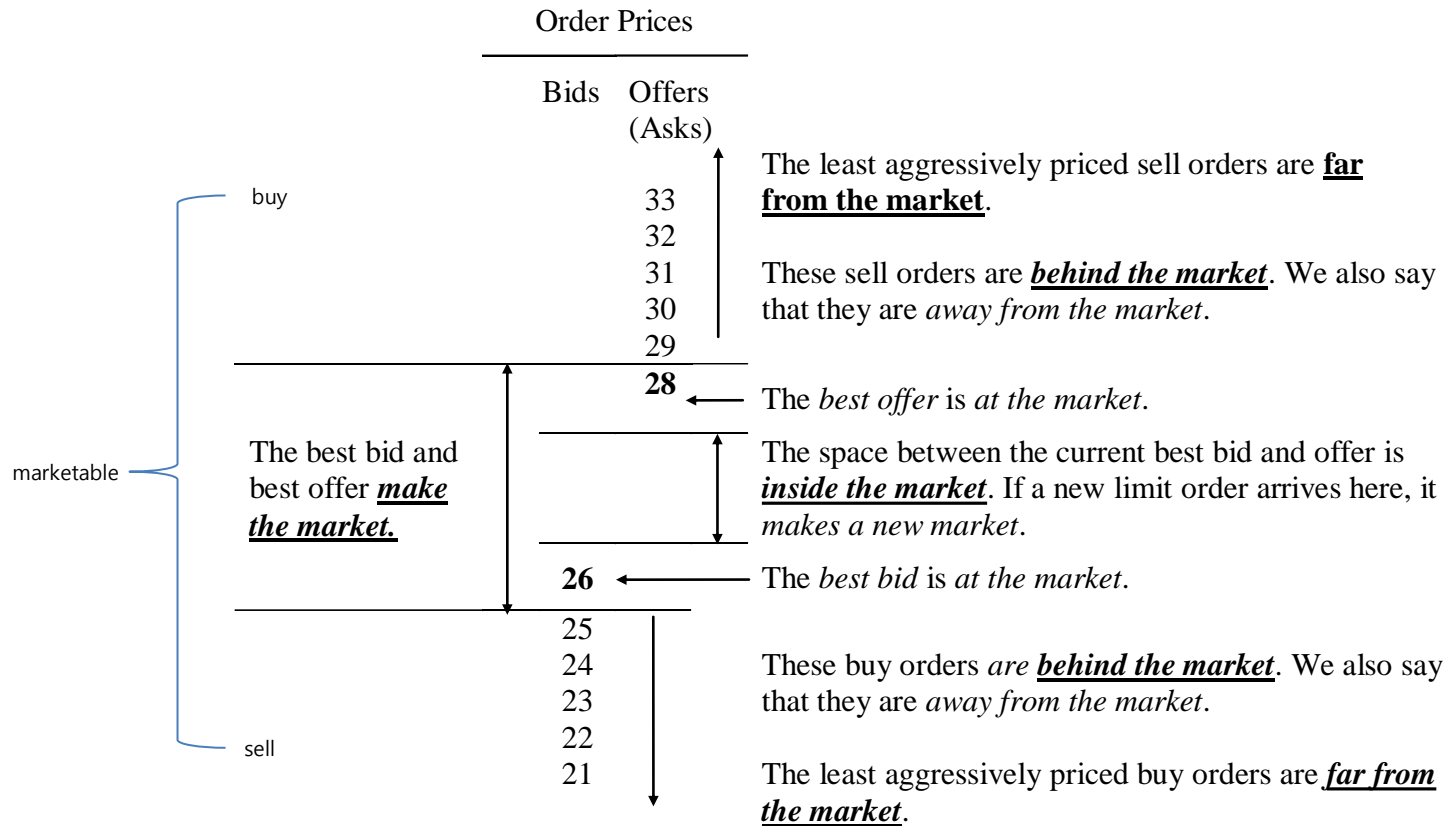 Order Prices
Bids Offers
(Asks)
The least aggressively priced sell orders are far
from the market.
buy
33
32
31
30
29
These sell orders are behind the market. We also say
that they are away from the market.
28
The best offer is at the market.
marketable
The best bid and
best offer make
the market.
The space between the current best bid and offer is
inside the market. If a new limit order arrives here, it
makes a new market.
26
The best bid is at the market.
25
24
23
22
21
These buy orders are behind the market. We also say
that they are away from the market.
sell
The least aggressively priced buy orders are far from
the market.